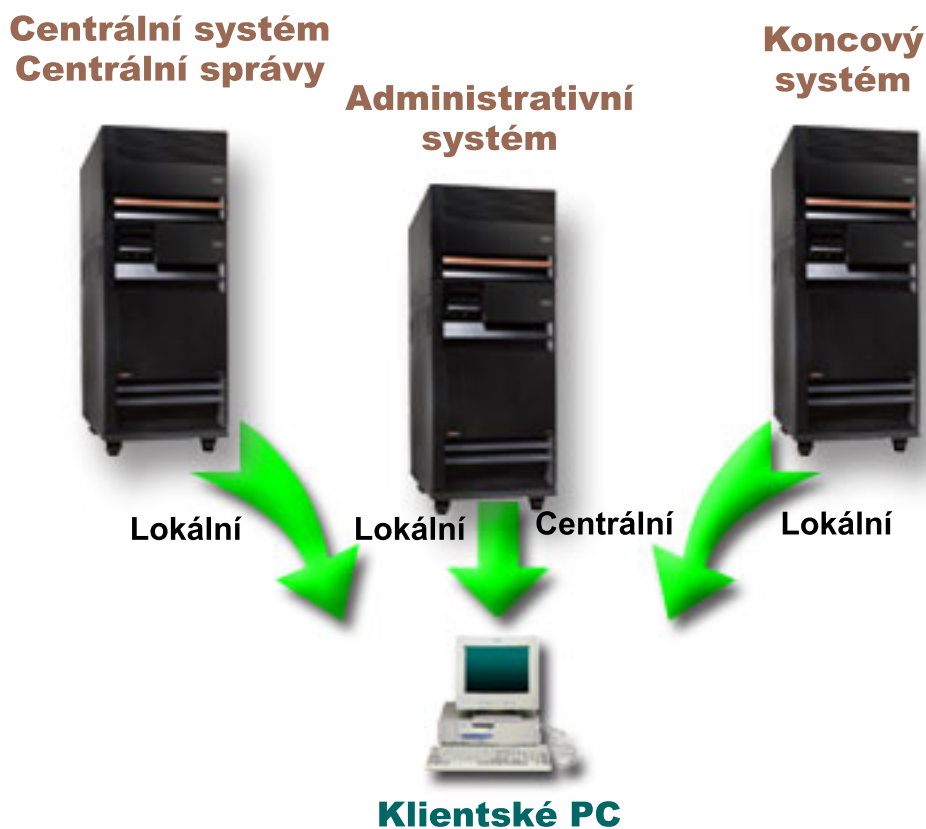 Centrální systém
Centrální správy
Administrativní
systém
Koncový
systém
Lokální
Lokální
Centrální
Lokální
Klientské PC